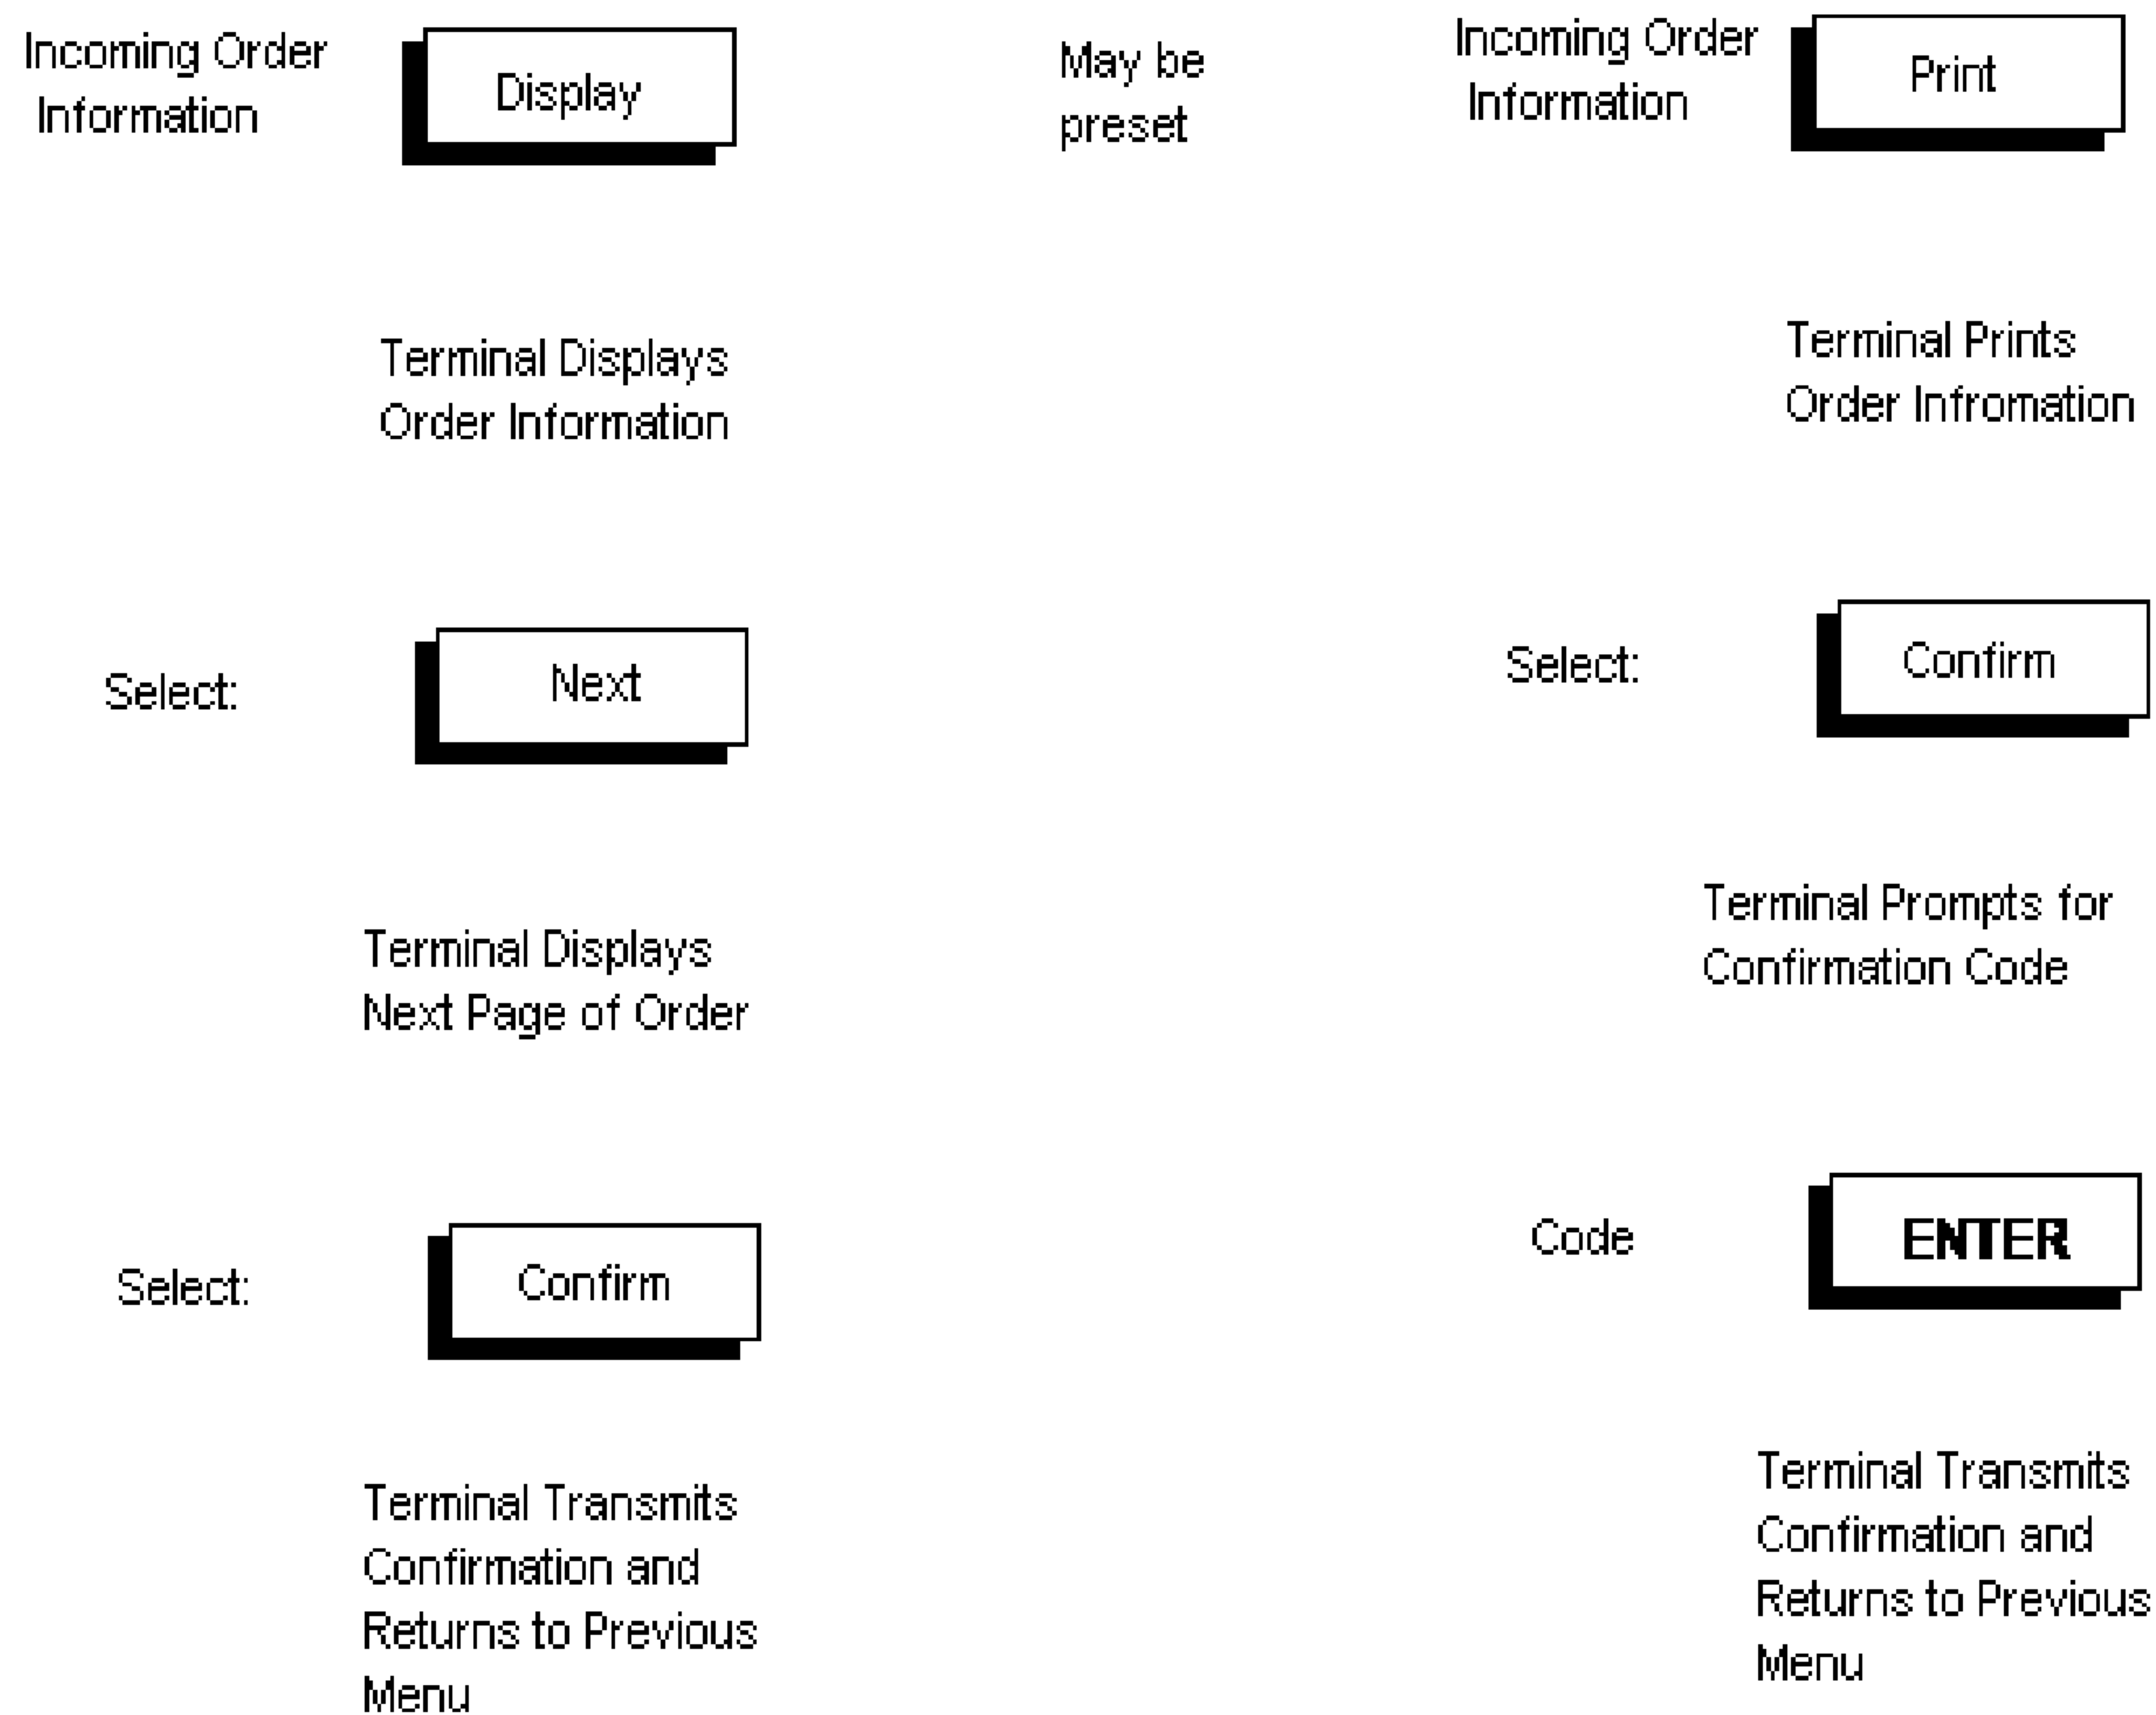 Incoming Order
Information
Display
May be
preset
Incoming Order
Information
Print
Terminal Displays
Order Information
Terminal Prints
Order Infromation
Select:
Next
Select:
Confirm
Terminal Displays
Next Page of Order
Terminal Prompts for
Confirmation Code
Select:
Confirm
Code
ENTER
Terminal Transmits
Confirmation and
Returns to Previous
Menu
Terminal Transmits
Confirmation and
Returns to Previous
Menu